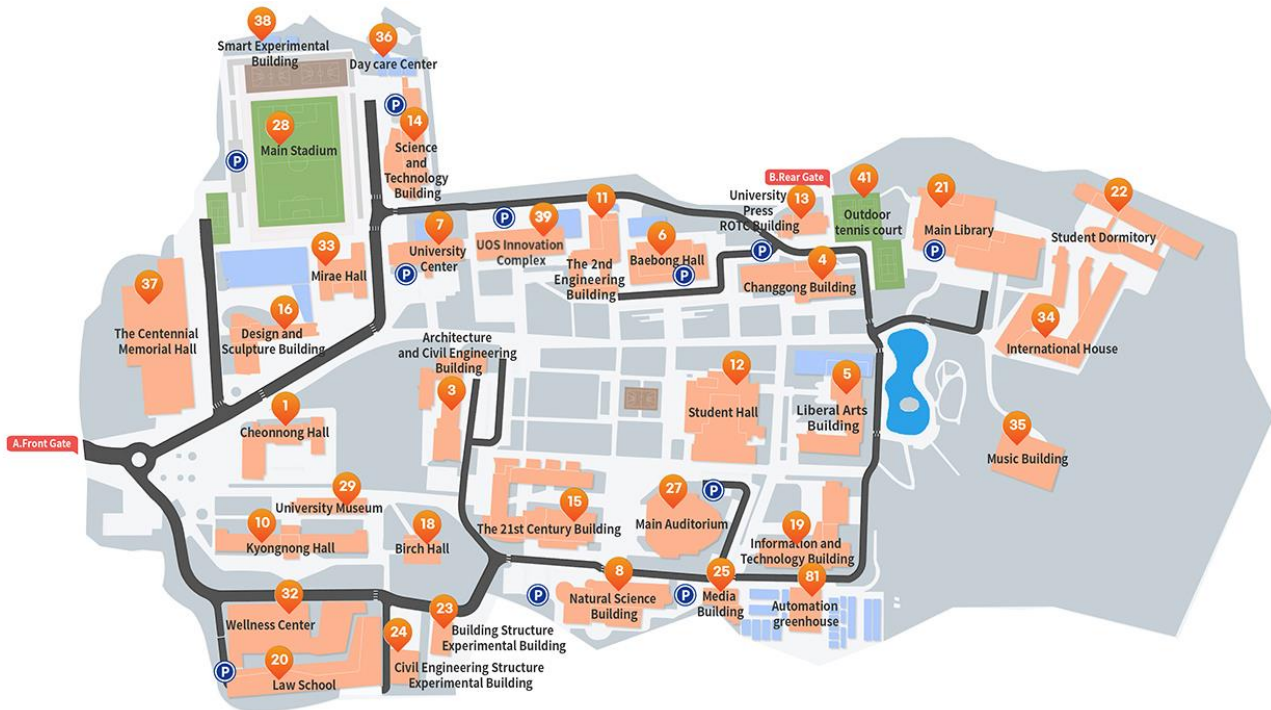 38
Smart Experimental
Building
36
Day care Center
P
14
Science
and
Technology
Building
28
Main Stadium
P
B.Rear Gate
41
Outdoor
tennis court
21
Main Library
22
Student Dormitory
University
Press
ROTC Building
13
11
The 2nd
Engineering
Building
39
UOS Innovation
Complex
P
7
University
Center
P
6
Baebong Hall
P
P
4
Changgong Building
P
33
Mirae Hall
37
The Centennial
Memorial Hall
16
Design and
Sculpture Building
34
International House
Architecture
and Civil Engineering
Building
3
12
Student Hall
5
Liberal Arts
Building
1
Cheonnong Hall
A.Front Gate
35
Music Building
29
University Museum
10
Kyongnong Hall
18
Birch Hall
15
The 21st Century Building
27
Main Auditorium
P
19
Information and
Technology Building
8
Natural Science
Building
P
P
25
Media
Building
81
Automation
greenhouse
32
Wellness Center
23
Building Structure
Experimental Building
24
Civil Engineering Structure
Experimental Building
20
Law School
P